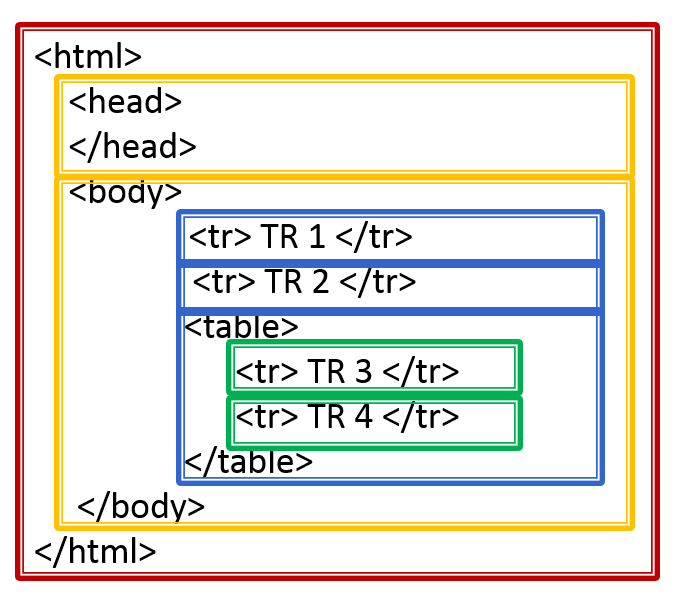 <html>
<head>
</head>
<body>
<tr> TR 1 </tr>
<tr> TR 2 </tr>
<table>
<tr> TR 3 </tr>
<tr> TR 4 </tr>
</table>
</body>
</html>